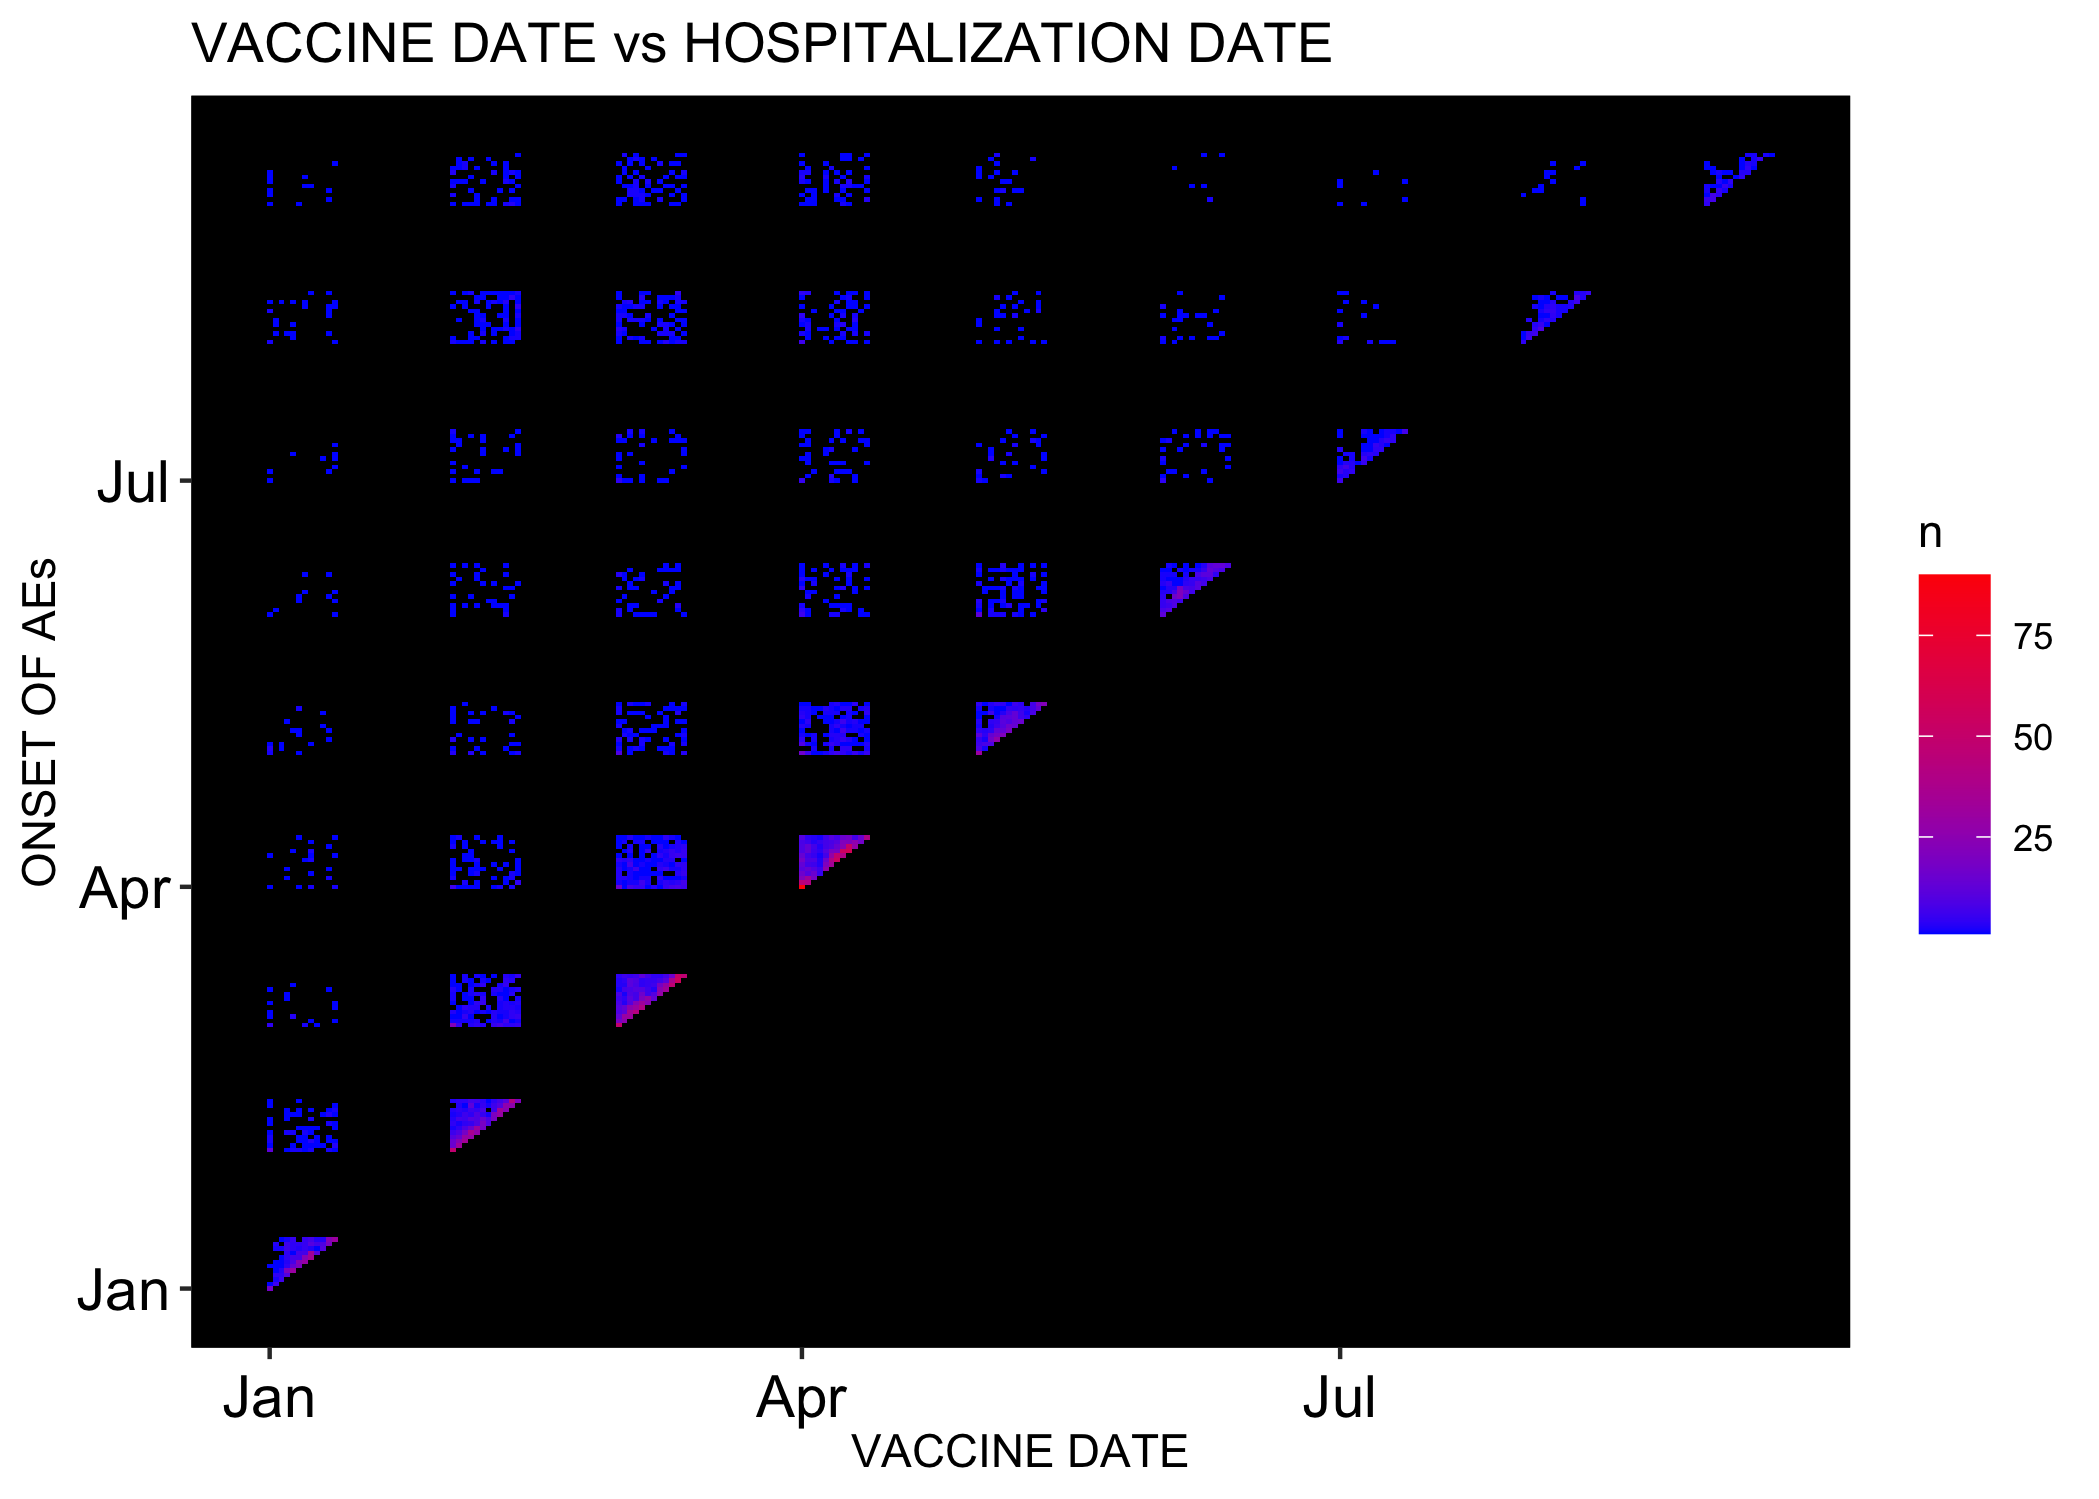 VACCINE DATE vs HOSPITALIZATION DATE
ONSET OF AEs
Jul
Apr
Jan
Jan
Apr
Jul
VACCINE DATE
n
75
50
25